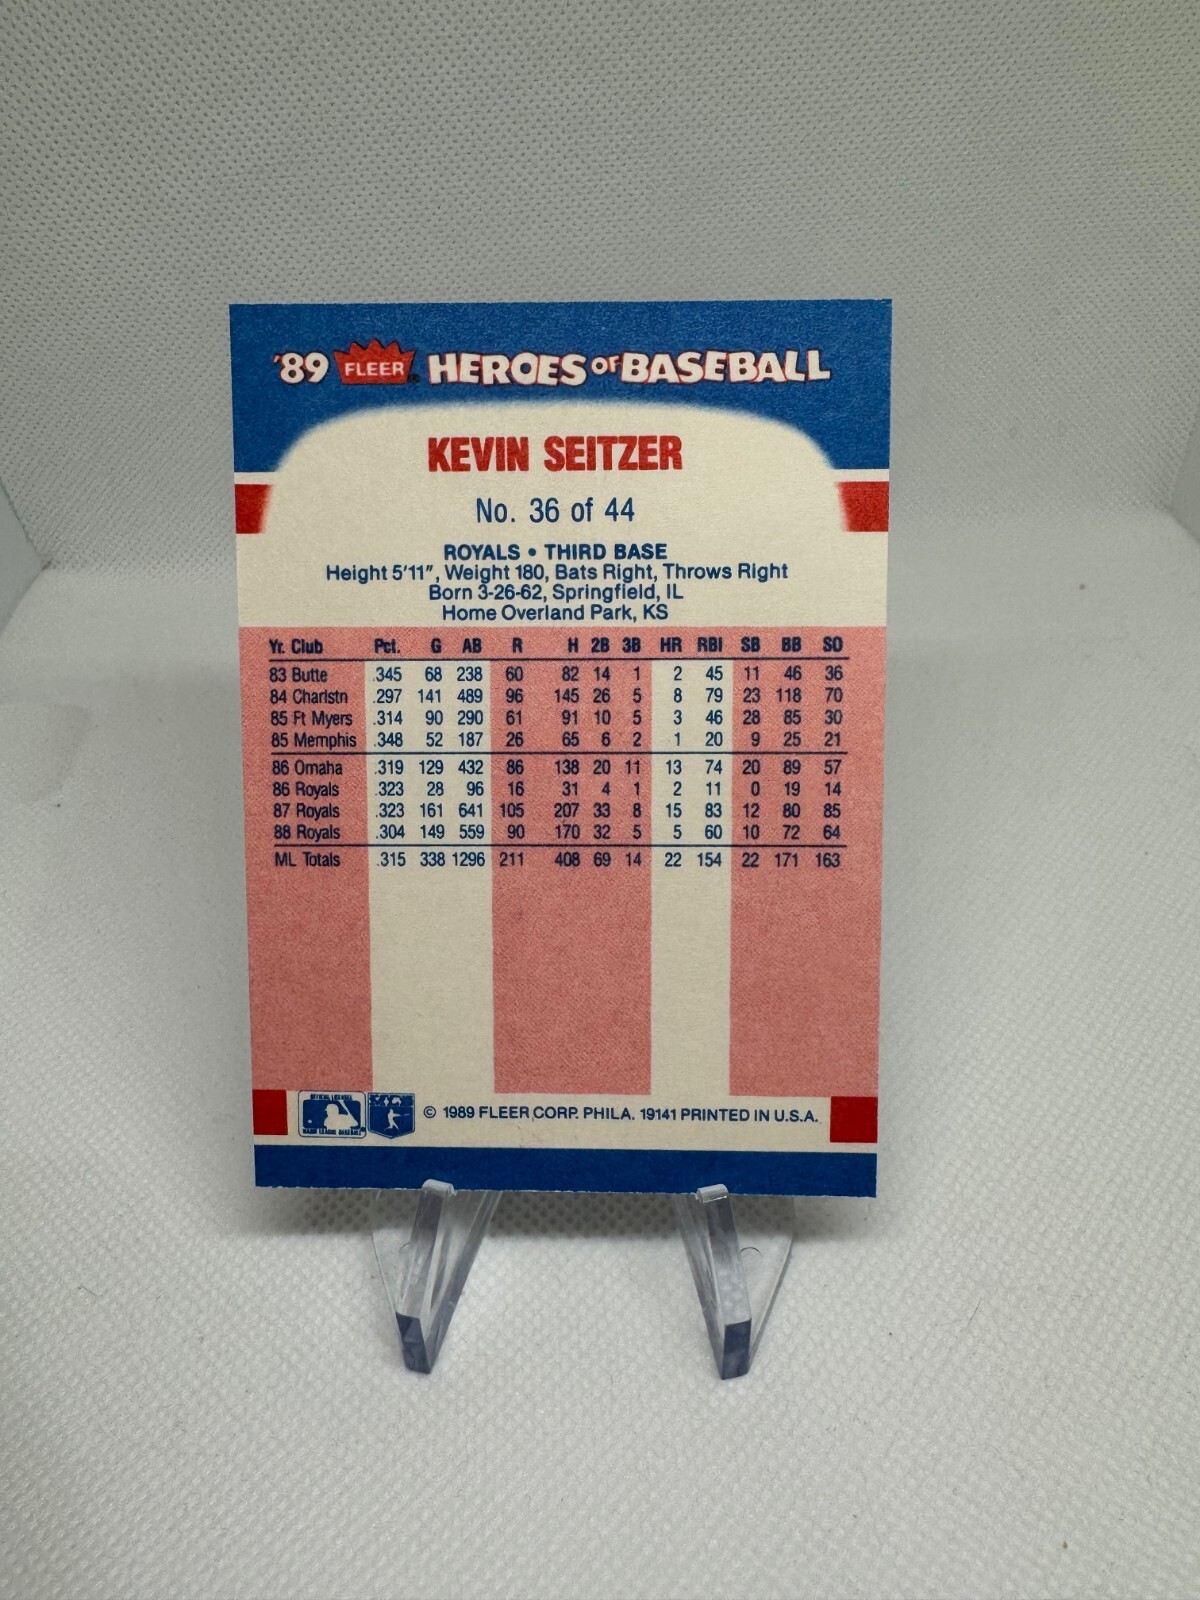 '89 FLEER HEROES OF BASEBALL
KEVIN SEITZER
No. 36 of 44
ROYALS • THIRD BASE
Height 5'11", Weight 180, Bats Right, Throws Right
Born 3-26-62, Springfield, IL
Home Overland Park, KS
Yr. Club Pct. G AB R H 2B 3B HR RBI SB BB SO
83 Butte .345 68 238 60 82 14 1 2 45 11 46 36
84 Charlstn .297 141 489 96 145 26 5 8 79 23 118 70
85 Ft Myers .314 90 290 61 91 10 5 3 46 28 85 30
85 Memphis .348 52 187 26 65 6 2 1 20 9 25 21
86 Omaha .319 129 432 86 138 20 11 13 74 20 89 57
86 Royals .323 28 96 16 31 4 1 2 11 0 19 14
87 Royals .323 161 641 105 207 33 8 15 83 12 80 85
88 Royals .304 149 559 90 170 32 5 5 60 10 72 64
ML Totals .315 338 1296 211 408 69 14 22 154 22 171 163
© 1989 FLEER CORP. PHILA. 19141 PRINTED IN U.S.A.